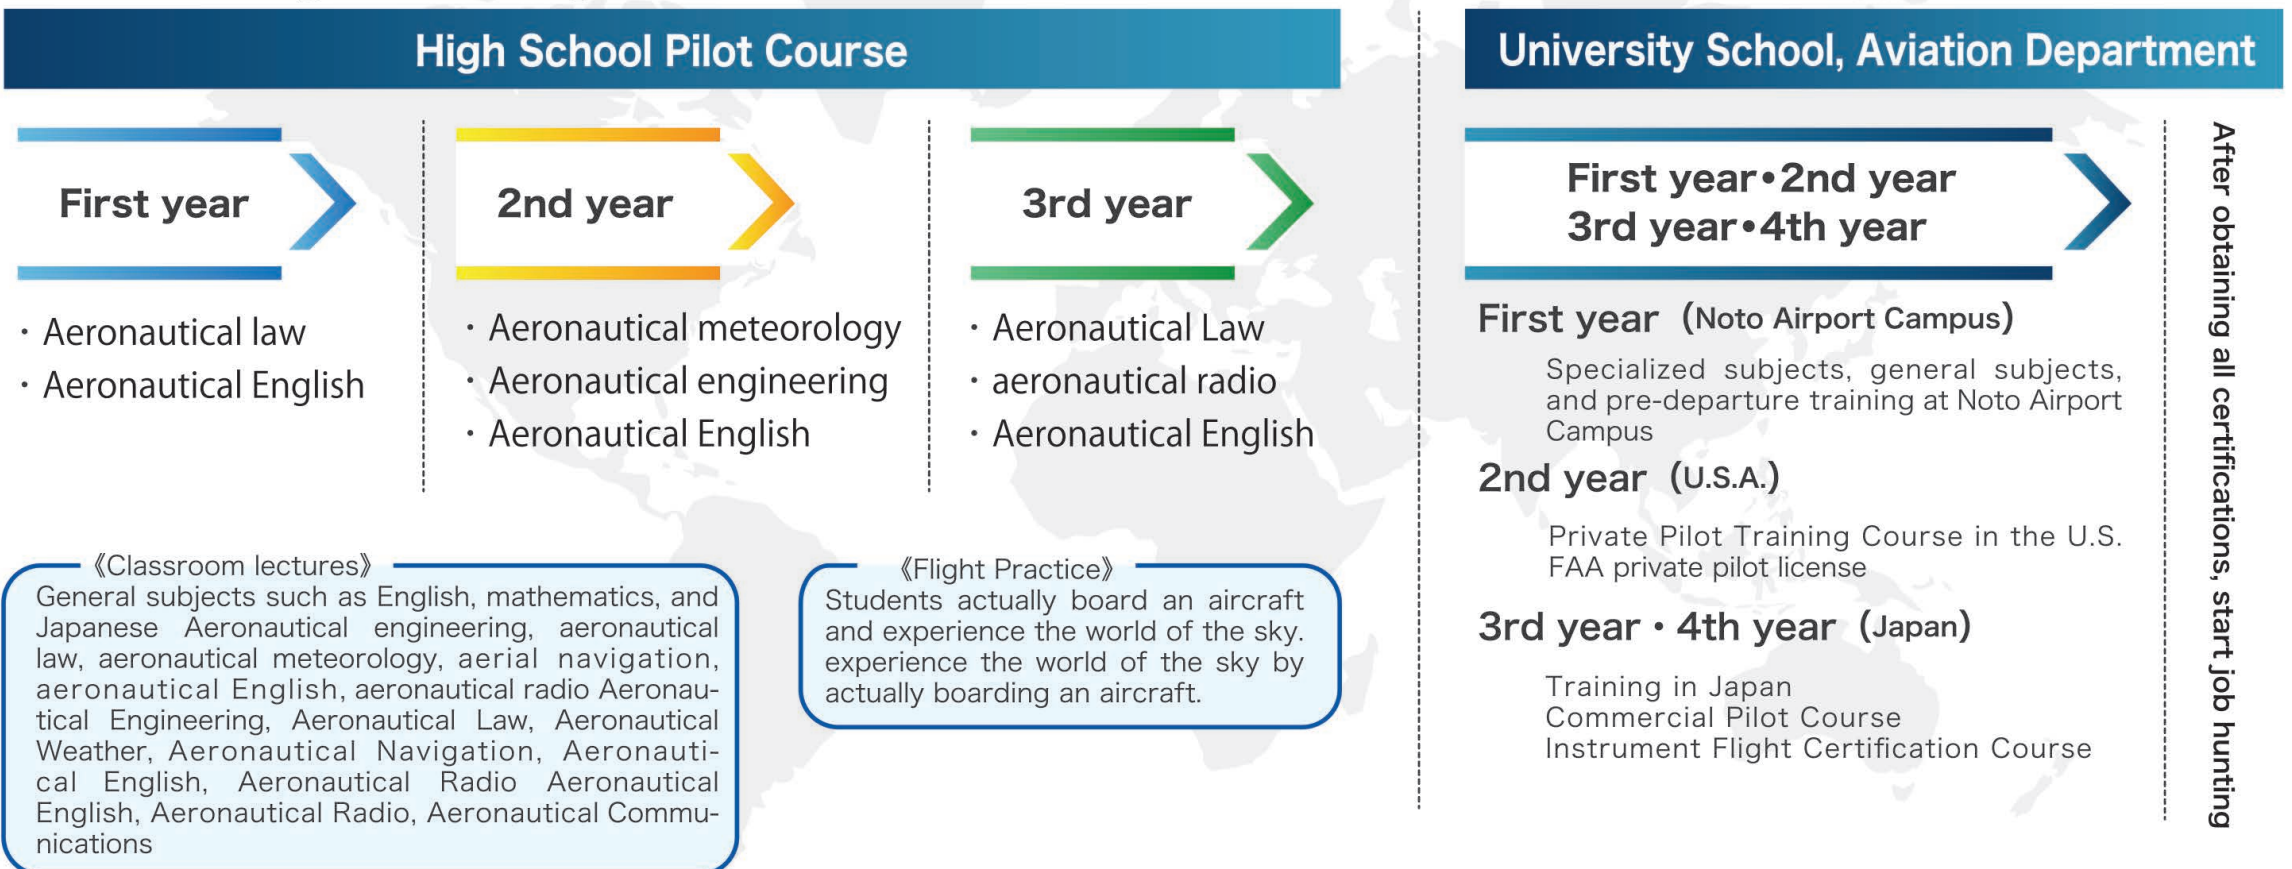 High School Pilot Course
First year
・Aeronautical law
・Aeronautical English
2nd year
・Aeronautical meteorology
・Aeronautical engineering
・Aeronautical English
3rd year
・Aeronautical Law
・aeronautical radio
・Aeronautical English
《Classroom lectures》
General subjects such as English, mathematics, and
Japanese Aeronautical engineering, aeronautical
law, aeronautical meteorology, aerial navigation,
aeronautical English, aeronautical radio Aeronau-
tical Engineering, Aeronautical Law, Aeronautical
Weather, Aeronautical Navigation, Aeronauti-
cal English, Aeronautical Radio Aeronautical
English, Aeronautical Radio, Aeronautical Commu-
nications
《Flight Practice》
Students actually board an aircraft
and experience the world of the sky.
experience the world of the sky by
actually boarding an aircraft.
University School, Aviation Department
First year•2nd year
3rd year•4th year
First year (Noto Airport Campus)
Specialized subjects, general subjects,
and pre-departure training at Noto Airport
Campus
2nd year (U.S.A.)
Private Pilot Training Course in the U.S.
FAA private pilot license
3rd year・4th year (Japan)
Training in Japan
Commercial Pilot Course
Instrument Flight Certification Course
After obtaining all certifications, start job hunting